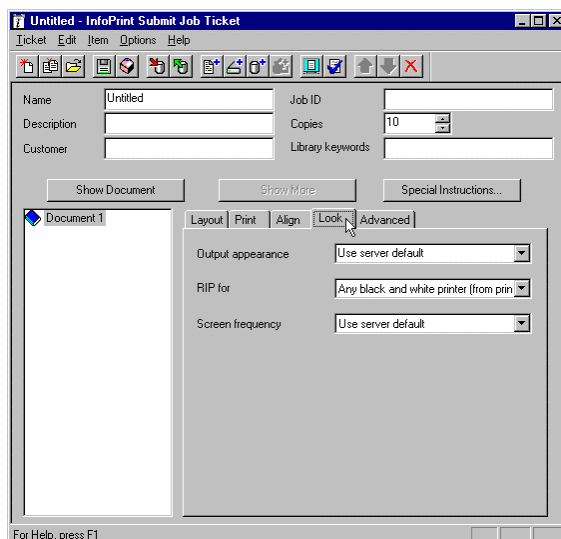 Untitled - InfoPrint Submit Job Ticket
Ticket Edit Item Options Help
Name Untitled Job ID
Description Copies 10
Customer Library keywords
Show Document Show More Special Instructions...
Document 1 Layout Print Align Look Advanced
Output appearance Use server default
RIP for Any black and white printer (from prin
Screen frequency Use server default
For Help, press F1